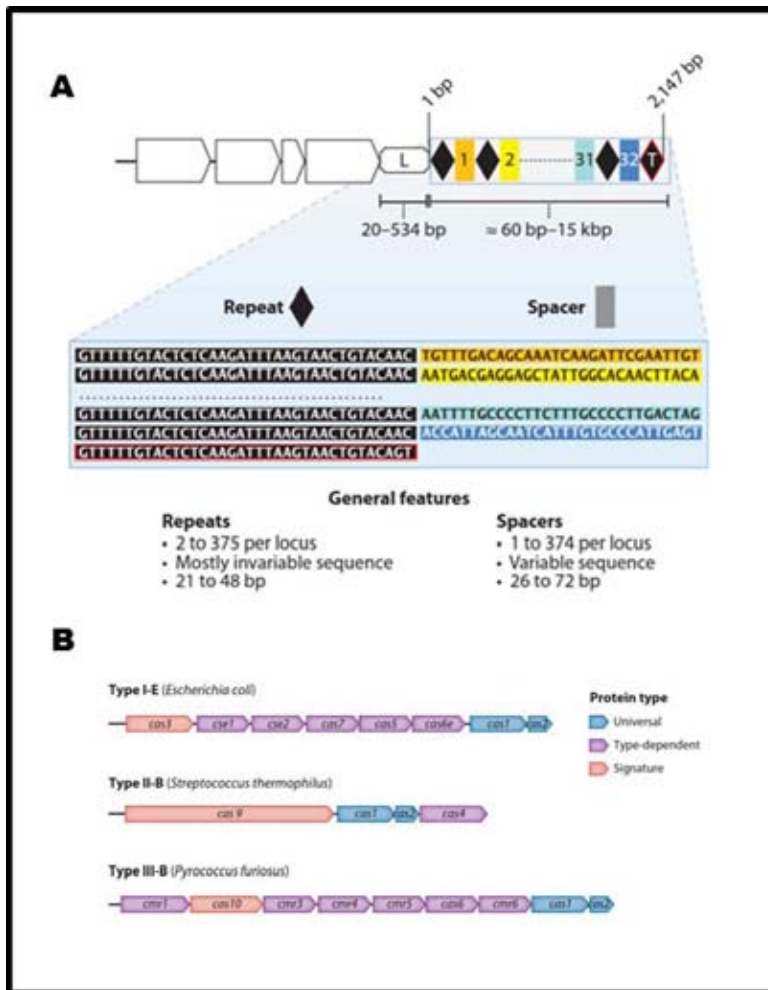 A
1 bp
2,147 bp
L
1
2
31
32
T
20–534 bp
≈ 60 bp–15 kbp
Repeat
Spacer
GTTTTTGTACTCTCAAGATTTAAGTAACTGTACAAC TGTTTGACAGCAAATCAAGATTCGAATTGT
GTTTTTGTACTCTCAAGATTTAAGTAACTGTACAAC AATGACGAGGAGCTATTGGCACAACTTACA
GTTTTTGTACTCTCAAGATTTAAGTAACTGTACAAC AATTTTGCCCCTTCTTTGCCCCTTGACTAG
GTTTTTGTACTCTCAAGATTTAAGTAACTGTACAAC ACCATTAGCAATCATTTGTGCCCATTGAGT
GTTTTTGTACTCTCAAGATTTAAGTAACTGTACAGT
General features
Repeats
• 2 to 375 per locus
• Mostly invariable sequence
• 21 to 48 bp
Spacers
• 1 to 374 per locus
• Variable sequence
• 26 to 72 bp
B
Type I-E (Escherichia coli)
cas3 cse1 cse2 cas7 cas5 cas6e cas1 cas2
Protein type
Universal
Type-dependent
Signature
Type II-B (Streptococcus thermophilus)
cas9 cas1 cas2 cas4
Type III-B (Pyrococcus furiosus)
cmr1 cas10 cmr3 cmr4 cmr5 cas6 cmr6 cas1 cas2